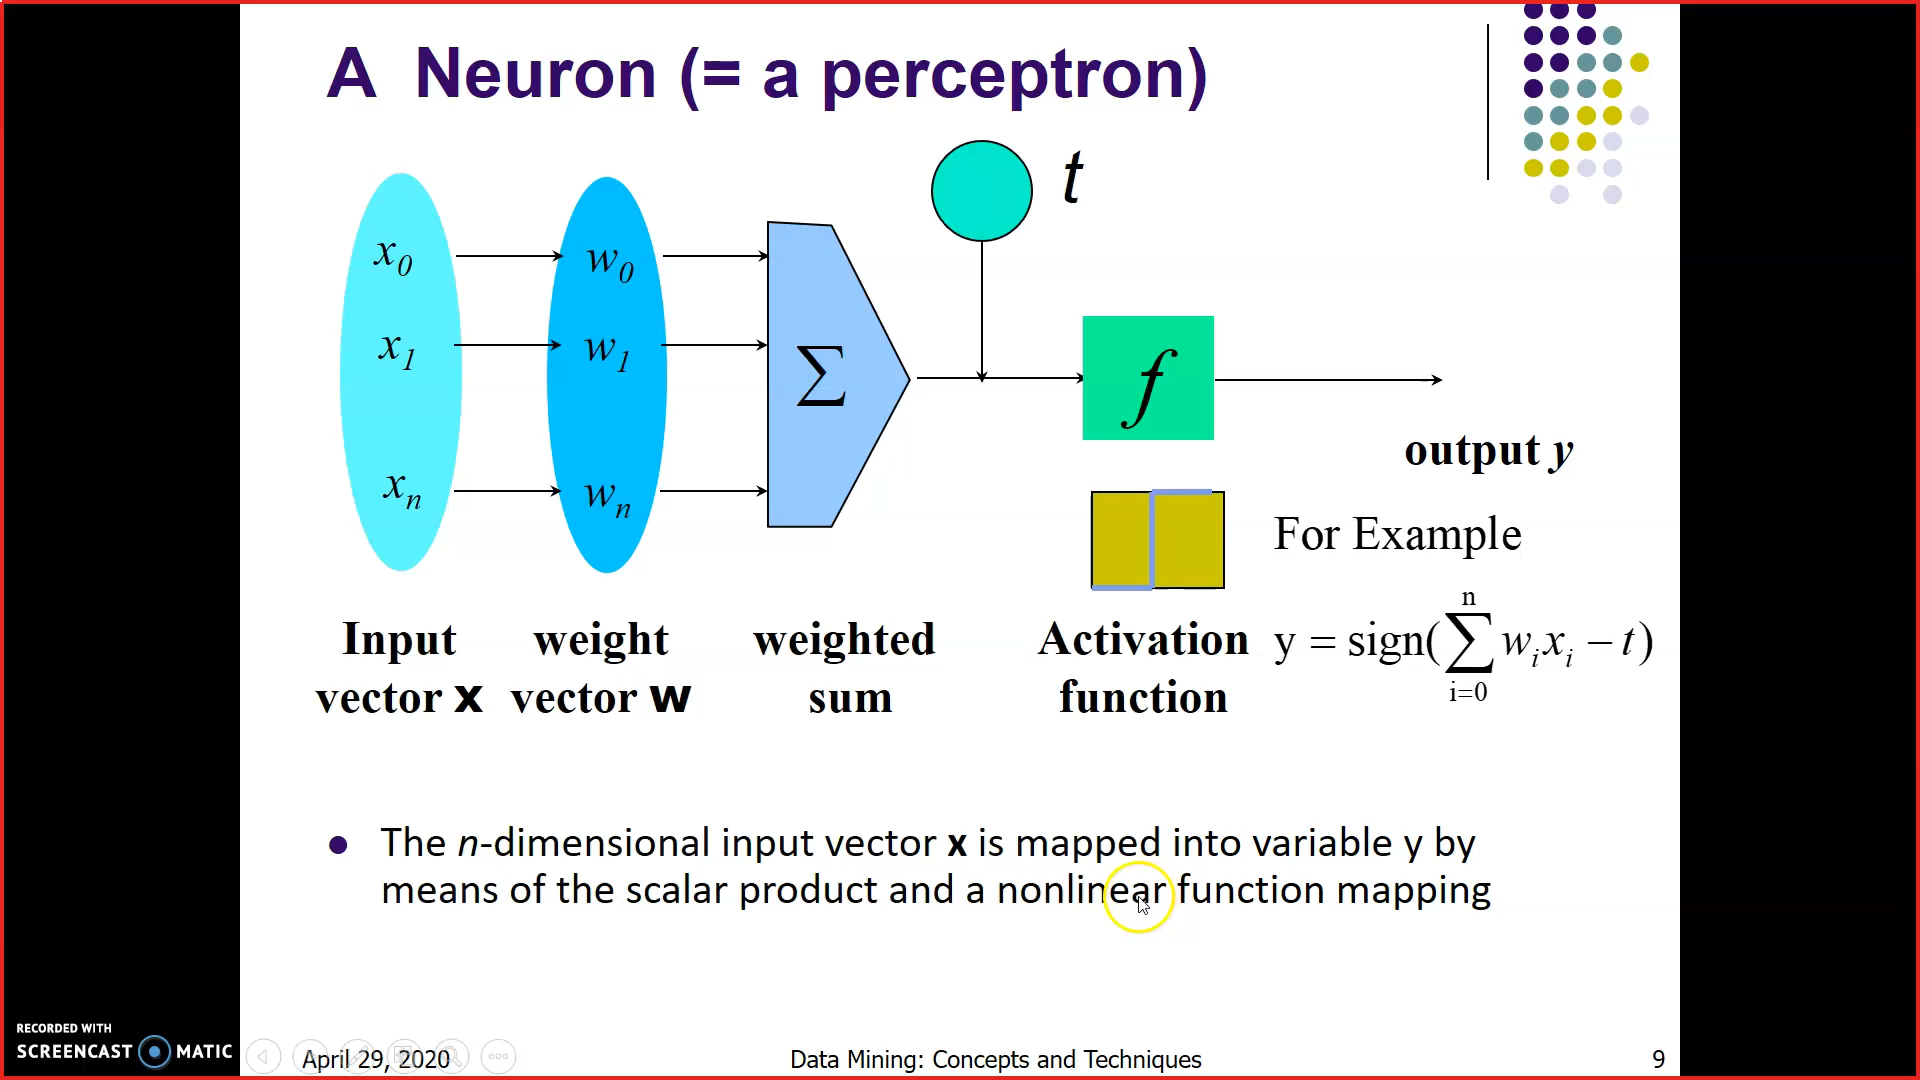 A Neuron (= a perceptron)
t
x0 w0
x1 w1
∑ f
xn wn
output y
For Example
n
y = sign(∑ wixi − t)
i=0
Input vector x
weight vector w
weighted sum
Activation function
The n-dimensional input vector x is mapped into variable y by
means of the scalar product and a nonlinear function mapping
RECORDED WITH
SCREENCAST MATIC
April 29, 2020
Data Mining: Concepts and Techniques
9